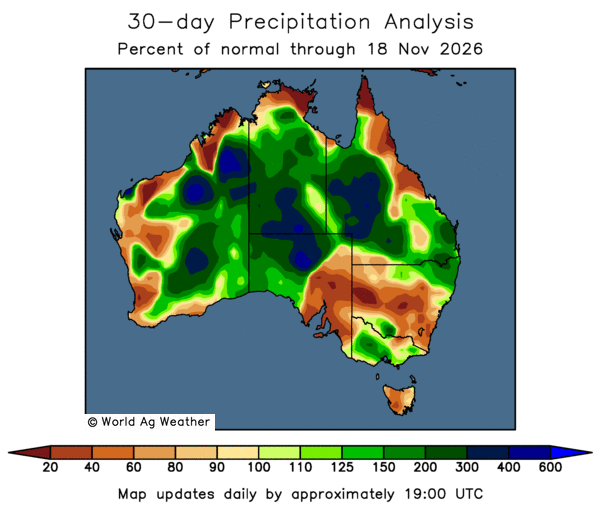 30-day Precipitation Analysis
Percent of normal through 18 Nov 2026
© World Ag Weather
20 40 60 80 90 100 110 125 150 200 300 400 600
Map updates daily by approximately 19:00 UTC